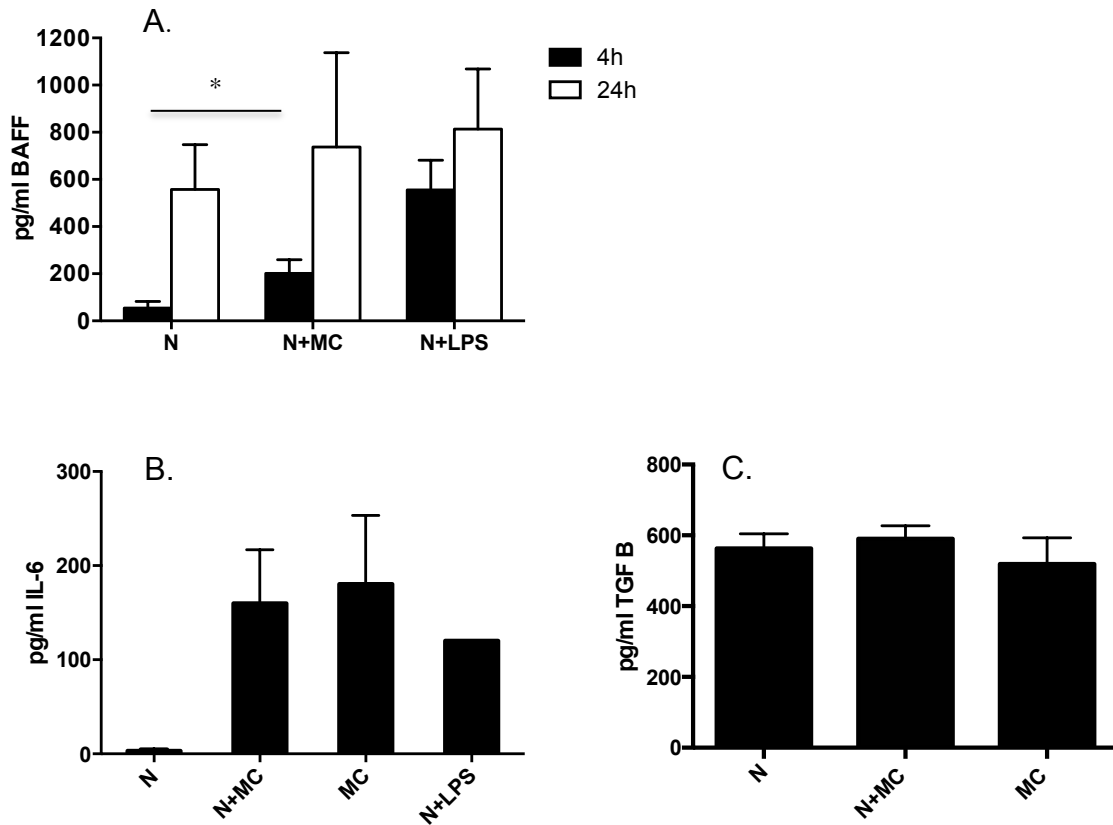 A.
1200
1000
800
600
400
200
0
pg/ml BAFF
*
4h
24h
N
N+MC
N+LPS
B.
300
200
100
0
pg/ml IL-6
N
N+MC
MC
N+LPS
C.
800
600
400
200
0
pg/ml TGF B
N
N+MC
MC